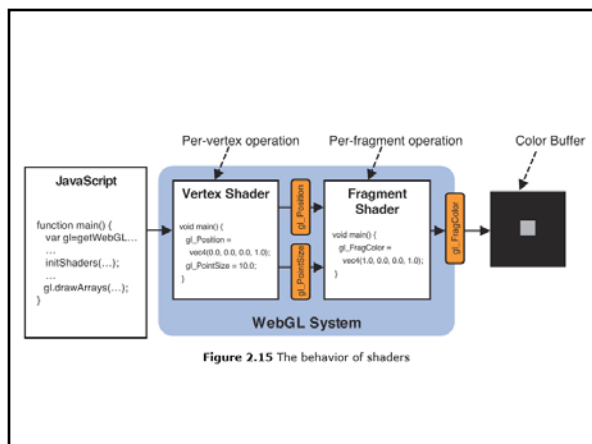 Per-vertex operation
Per-fragment operation
Color Buffer
JavaScript
function main() {
var gl=getWebGL…
…
initShaders(…);
…
gl.drawArrays(…);
}
Vertex Shader
void main() {
gl_Position =
vec4(0.0, 0.0, 0.0, 1.0);
gl_PointSize = 10.0;
}
gl_Position
gl_PointSize
Fragment
Shader
void main() {
gl_FragColor =
vec4(1.0, 0.0, 0.0, 1.0);
}
gl_FragColor
WebGL System
Figure 2.15 The behavior of shaders